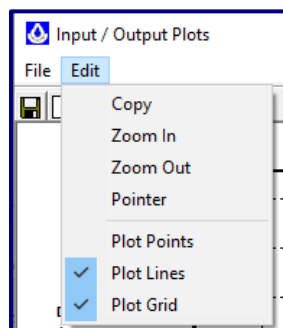 Input / Output Plots
File Edit
Copy
Zoom In
Zoom Out
Pointer
Plot Points
Plot Lines
Plot Grid